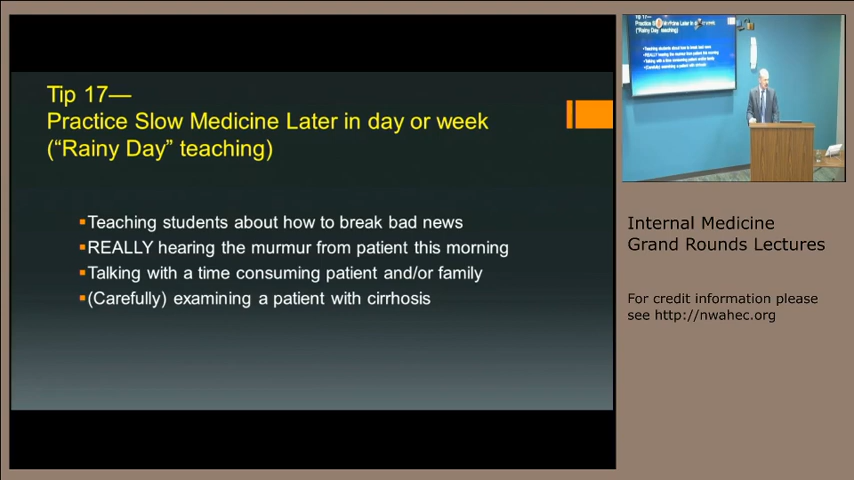 Tip 17—
Practice Slow Medicine Later in day or week
(“Rainy Day” teaching)
▪Teaching students about how to break bad news
▪REALLY hearing the murmur from patient this morning
▪Talking with a time consuming patient and/or family
▪(Carefully) examining a patient with cirrhosis
Internal Medicine
Grand Rounds Lectures
For credit information please
see http://nwahec.org